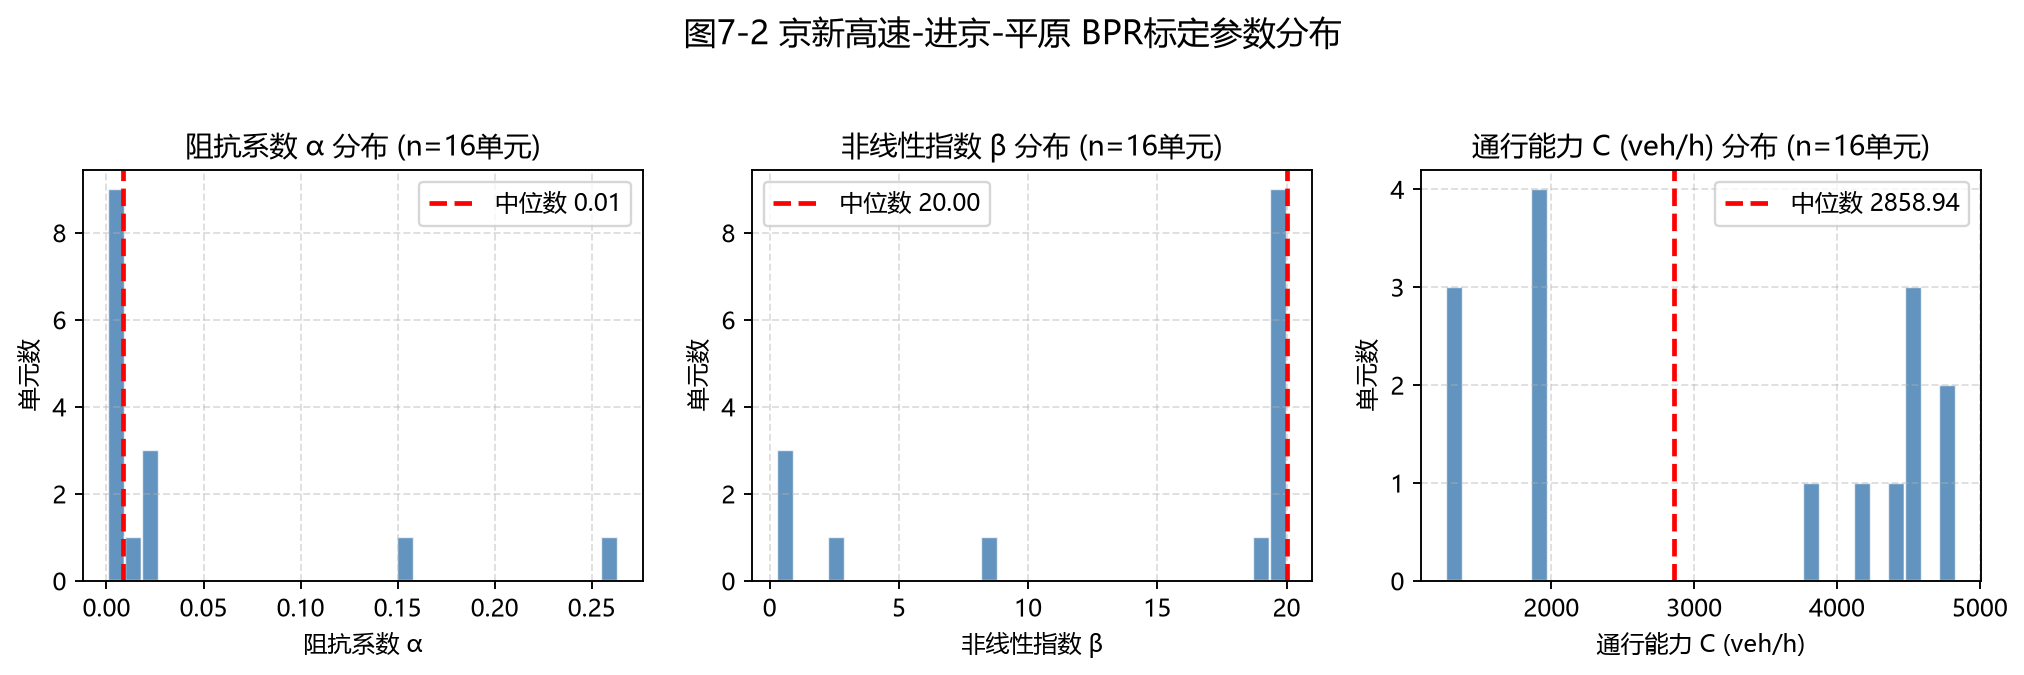 图7-2 京新高速-进京-平原 BPR标定参数分布
阻抗系数 α 分布 (n=16单元)
中位数 0.01
单元数
8
6
4
2
0
0.00 0.05 0.10 0.15 0.20 0.25
阻抗系数 α
非线性指数 β 分布 (n=16单元)
中位数 20.00
单元数
8
6
4
2
0
0 5 10 15 20
非线性指数 β
通行能力 C (veh/h) 分布 (n=16单元)
中位数 2858.94
单元数
4
3
2
1
0
2000 3000 4000 5000
通行能力 C (veh/h)